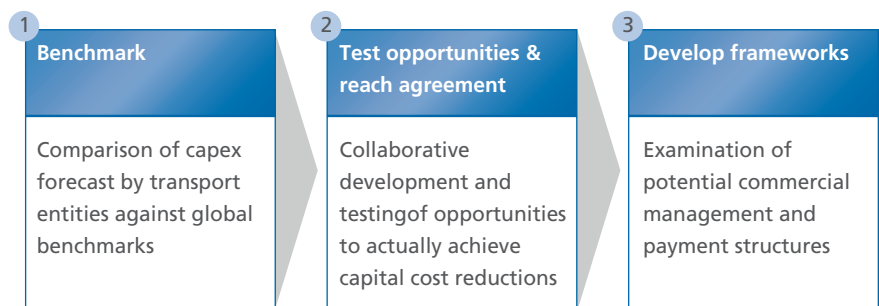 1
Benchmark
Comparison of capex
forecast by transport
entities against global
benchmarks
2
Test opportunities &
reach agreement
Collaborative
development and
testingof opportunities
to actually achieve
capital cost reductions
3
Develop frameworks
Examination of
potential commercial
management and
payment structures